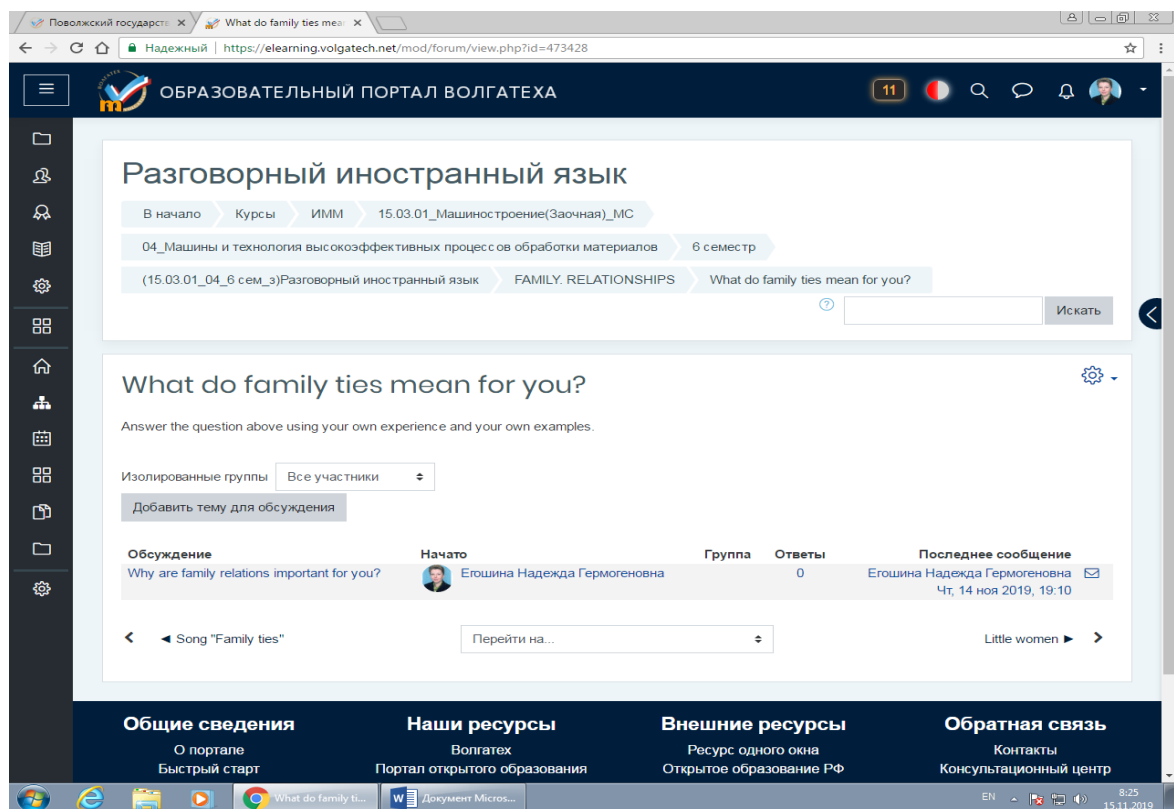 Поволжский государств
What do family ties mean
Надежный | https://elearning.volgatech.net/mod/forum/view.php?id=473428
ОБРАЗОВАТЕЛЬНЫЙ ПОРТАЛ ВОЛГАТЕХА
11
Разговорный иностранный язык
В начало Курсы ИММ 15.03.01_Машиностроение(Заочная)_МС
04_Машины и технология высокоэффективных процессов обработки материалов 6 семестр
(15.03.01_04_6 сем_з)Разговорный иностранный язык FAMILY. RELATIONSHIPS What do family ties mean for you?
Искать
What do family ties mean for you?
Answer the question above using your own experience and your own examples.
Изолированные группы Все участники
Добавить тему для обсуждения
Обсуждение Начато Группа Ответы Последнее сообщение
Why are family relations important for you? Егошина Надежда Гермогеновна 0 Егошина Надежда Гермогеновна
Чт, 14 ноя 2019, 19:10
◄ Song "Family ties" Перейти на... Little women ►
Общие сведения Наши ресурсы Внешние ресурсы Обратная связь
О портале Волгатех Ресурс одного окна Контакты
Быстрый старт Портал открытого образования Открытое образование РФ Консультационный центр
What do family ti... Документ Micros... EN 8:25
15.11.2019